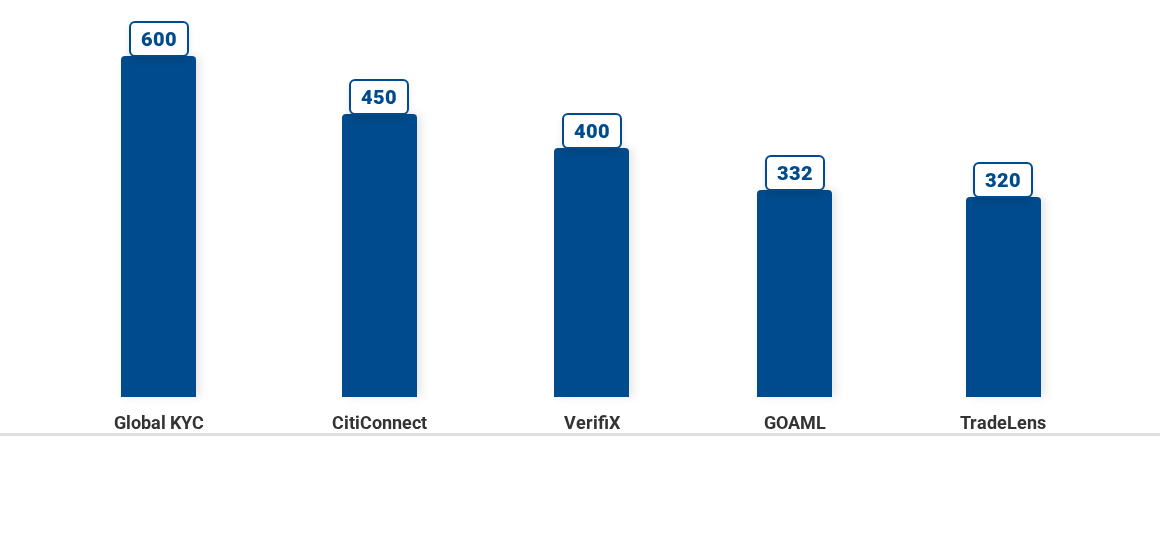 600
450
400
332
320
Global KYC
CitiConnect
VerifiX
GOAML
TradeLens